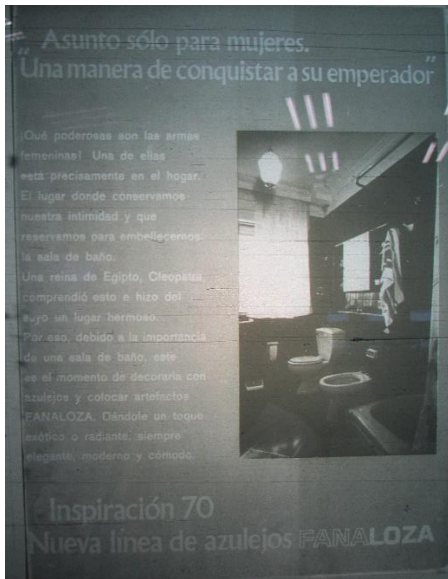 "Asunto sólo para mujeres.
Una manera de conquistar a su emperador"
¡Qué poderosas son las armas
femeninas! Una de ellas
está precisamente en el hogar.
El lugar donde conservamos
nuestra intimidad y que
reservamos para embellecernos:
la sala de baño.
Una reina de Egipto, Cleopatra,
comprendió esto e hizo del
suyo un lugar hermoso.
Por eso, debido a la importancia
de una sala de baño, este
es el momento de decorarla con
azulejos y colocar artefactos
FANALOZA. Dándole un toque
exótico o radiante, siempre
elegante, moderno y cómodo.
Inspiración 70
Nueva línea de azulejos FANALOZA